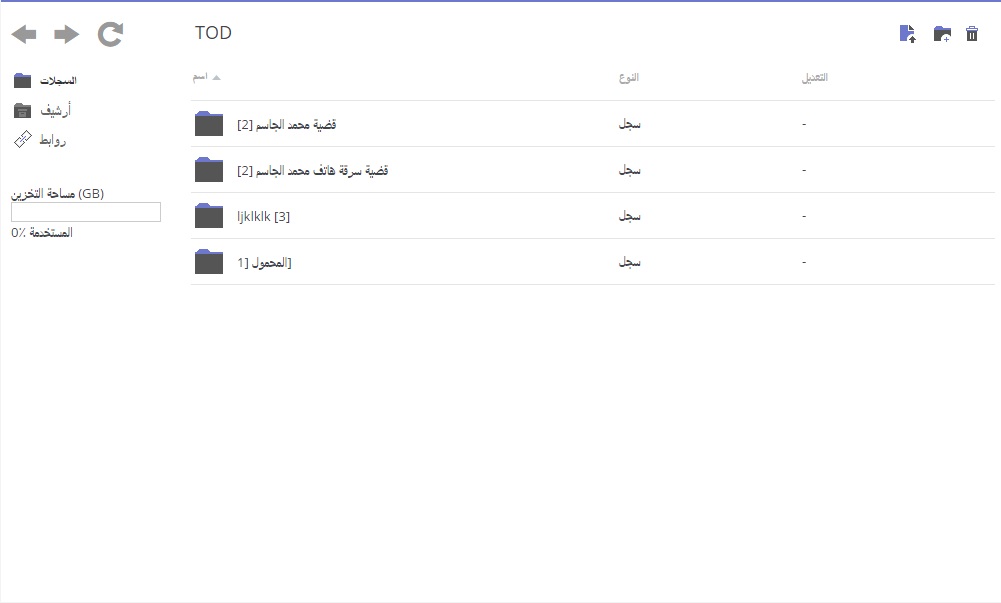 TOD
السجلات
أرشيف
روابط
مساحة التخزين (GB)
المستخدمة 0٪
اسم النوع التعديل
قضية محمد الجاسم [2] سجل -
قضية سرقة هاتف محمد الجاسم [2] سجل -
ljklklk [3] سجل -
المحمول [1] سجل -